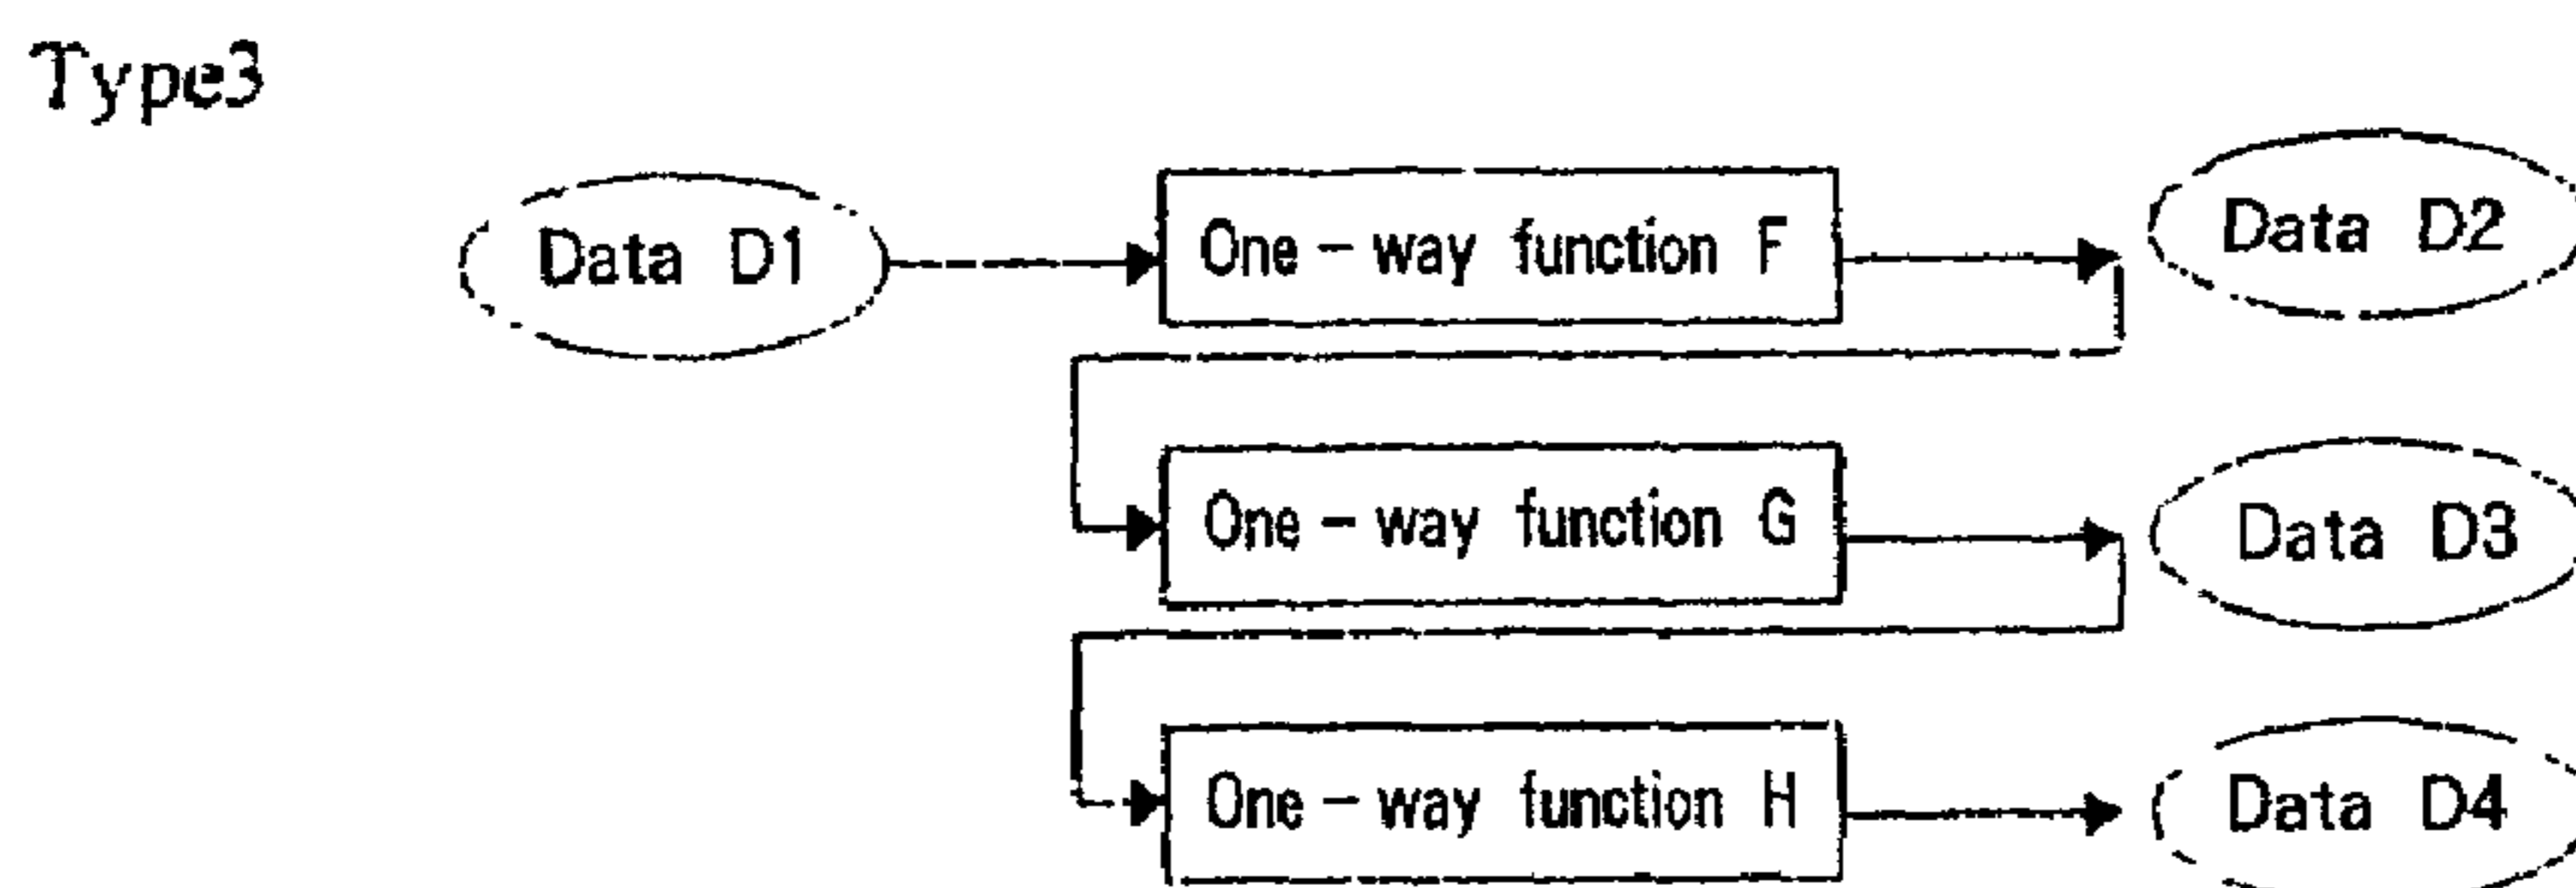 Type3
Data D1
One-way function F
Data D2
One-way function G
Data D3
One-way function H
Data D4